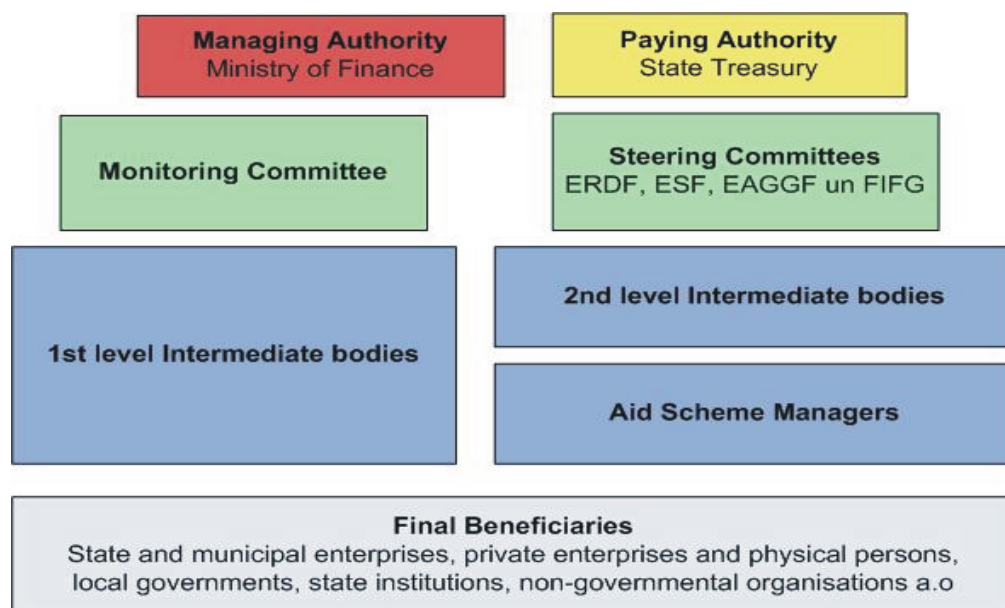 Managing Authority
Ministry of Finance
Paying Authority
State Treasury
Monitoring Committee
Steering Committees
ERDF, ESF, EAGGF un FIFG
1st level Intermediate bodies
2nd level Intermediate bodies
Aid Scheme Managers
Final Beneficiaries
State and municipal enterprises, private enterprises and physical persons,
local governments, state institutions, non-governmental organisations a.o